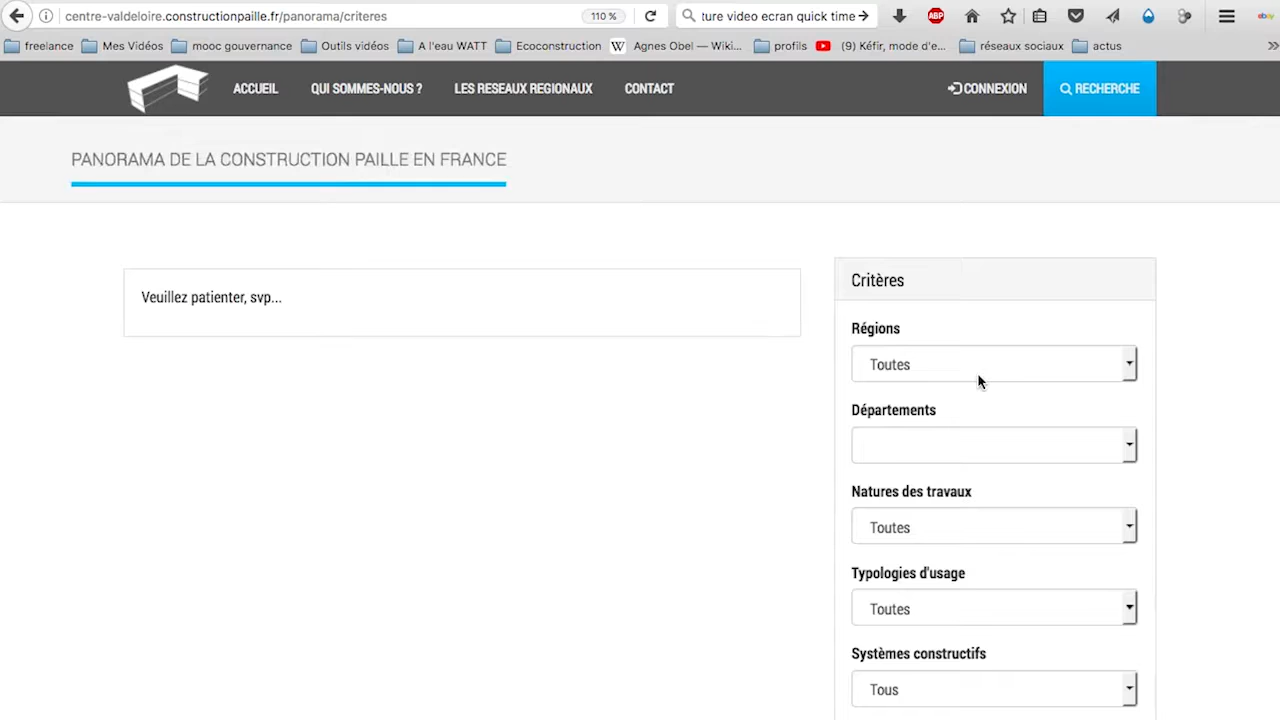 centre-valdeloire.constructionpaille.fr/panorama/criteres 110 % ture video ecran quick time ABP ebay
freelance Mes Vidéos mooc gouvernance Outils vidéos A l'eau WATT Ecoconstruction W Agnes Obel — Wiki... profils (9) Kéfir, mode d'e... réseaux sociaux actus
ACCUEIL QUI SOMMES-NOUS ? LES RESEAUX REGIONAUX CONTACT CONNEXION RECHERCHE
PANORAMA DE LA CONSTRUCTION PAILLE EN FRANCE
Veuillez patienter, svp...
Critères
Régions
Toutes
Départements
Natures des travaux
Toutes
Typologies d'usage
Toutes
Systèmes constructifs
Tous